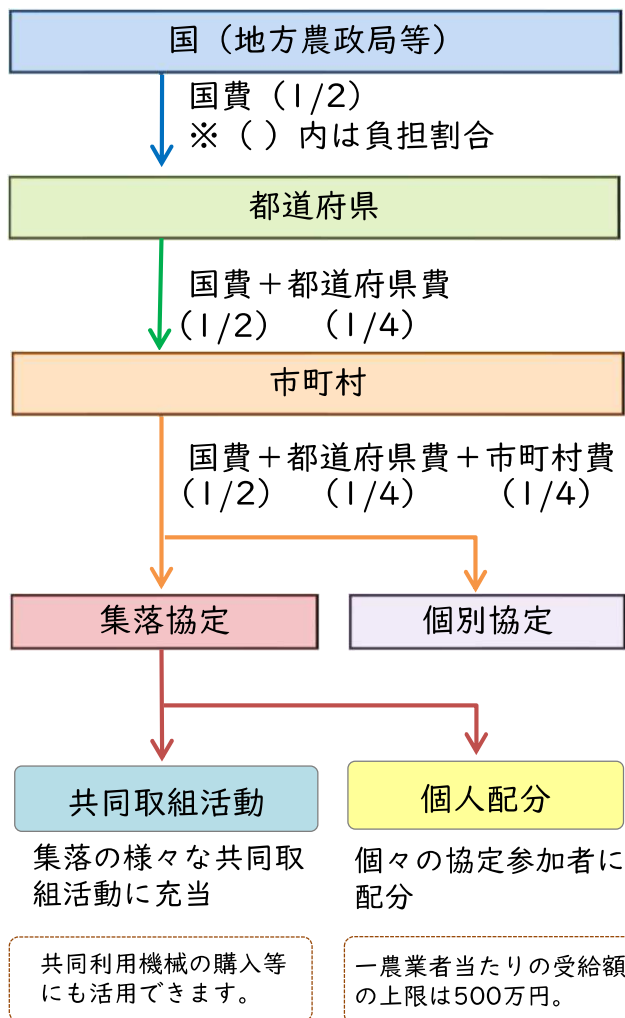 国（地方農政局等）
国費（1/2）
※（ ）内は負担割合
都道府県
国費＋都道府県費
（1/2）　（1/4）
市町村
国費＋都道府県費＋市町村費
（1/2）　（1/4）　（1/4）
集落協定
個別協定
共同取組活動
個人配分
集落の様々な共同取
組活動に充当
個々の協定参加者に
配分
共同利用機械の購入等
にも活用できます。
一農業者当たりの受給額
の上限は500万円。